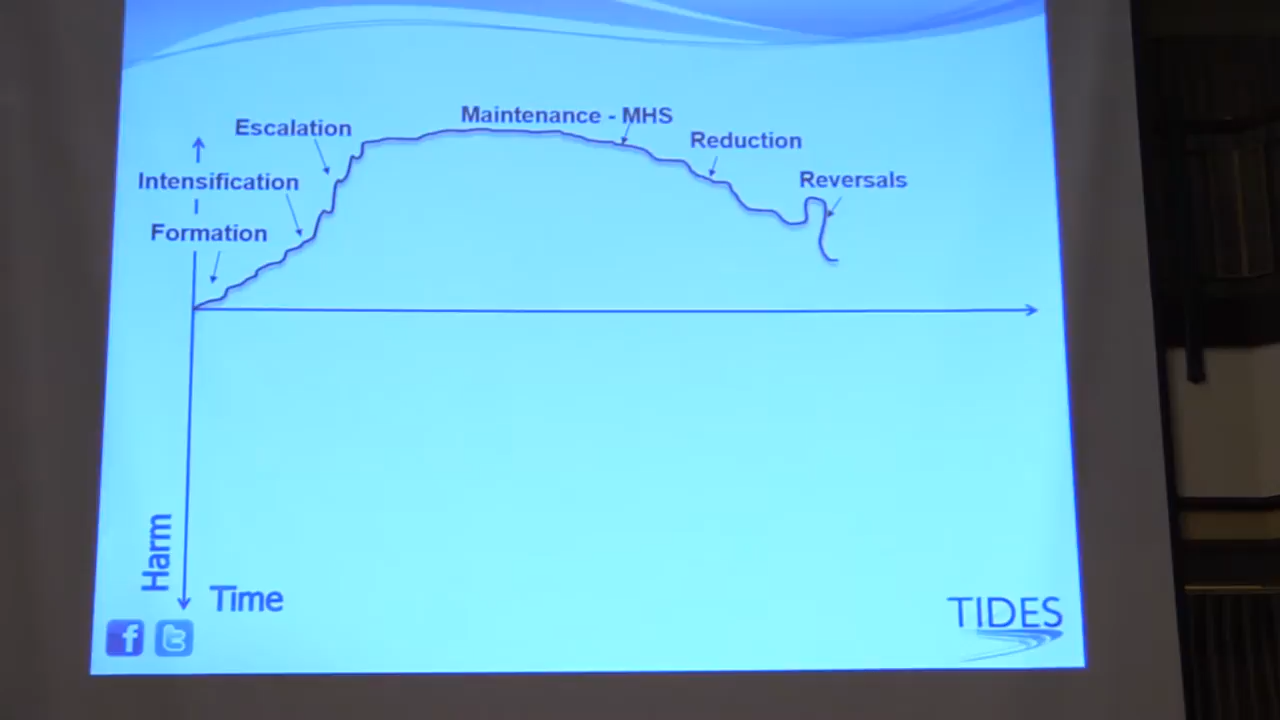 Maintenance - MHS
Escalation
Reduction
Intensification
Reversals
Formation
Harm
Time
f
t
TIDES